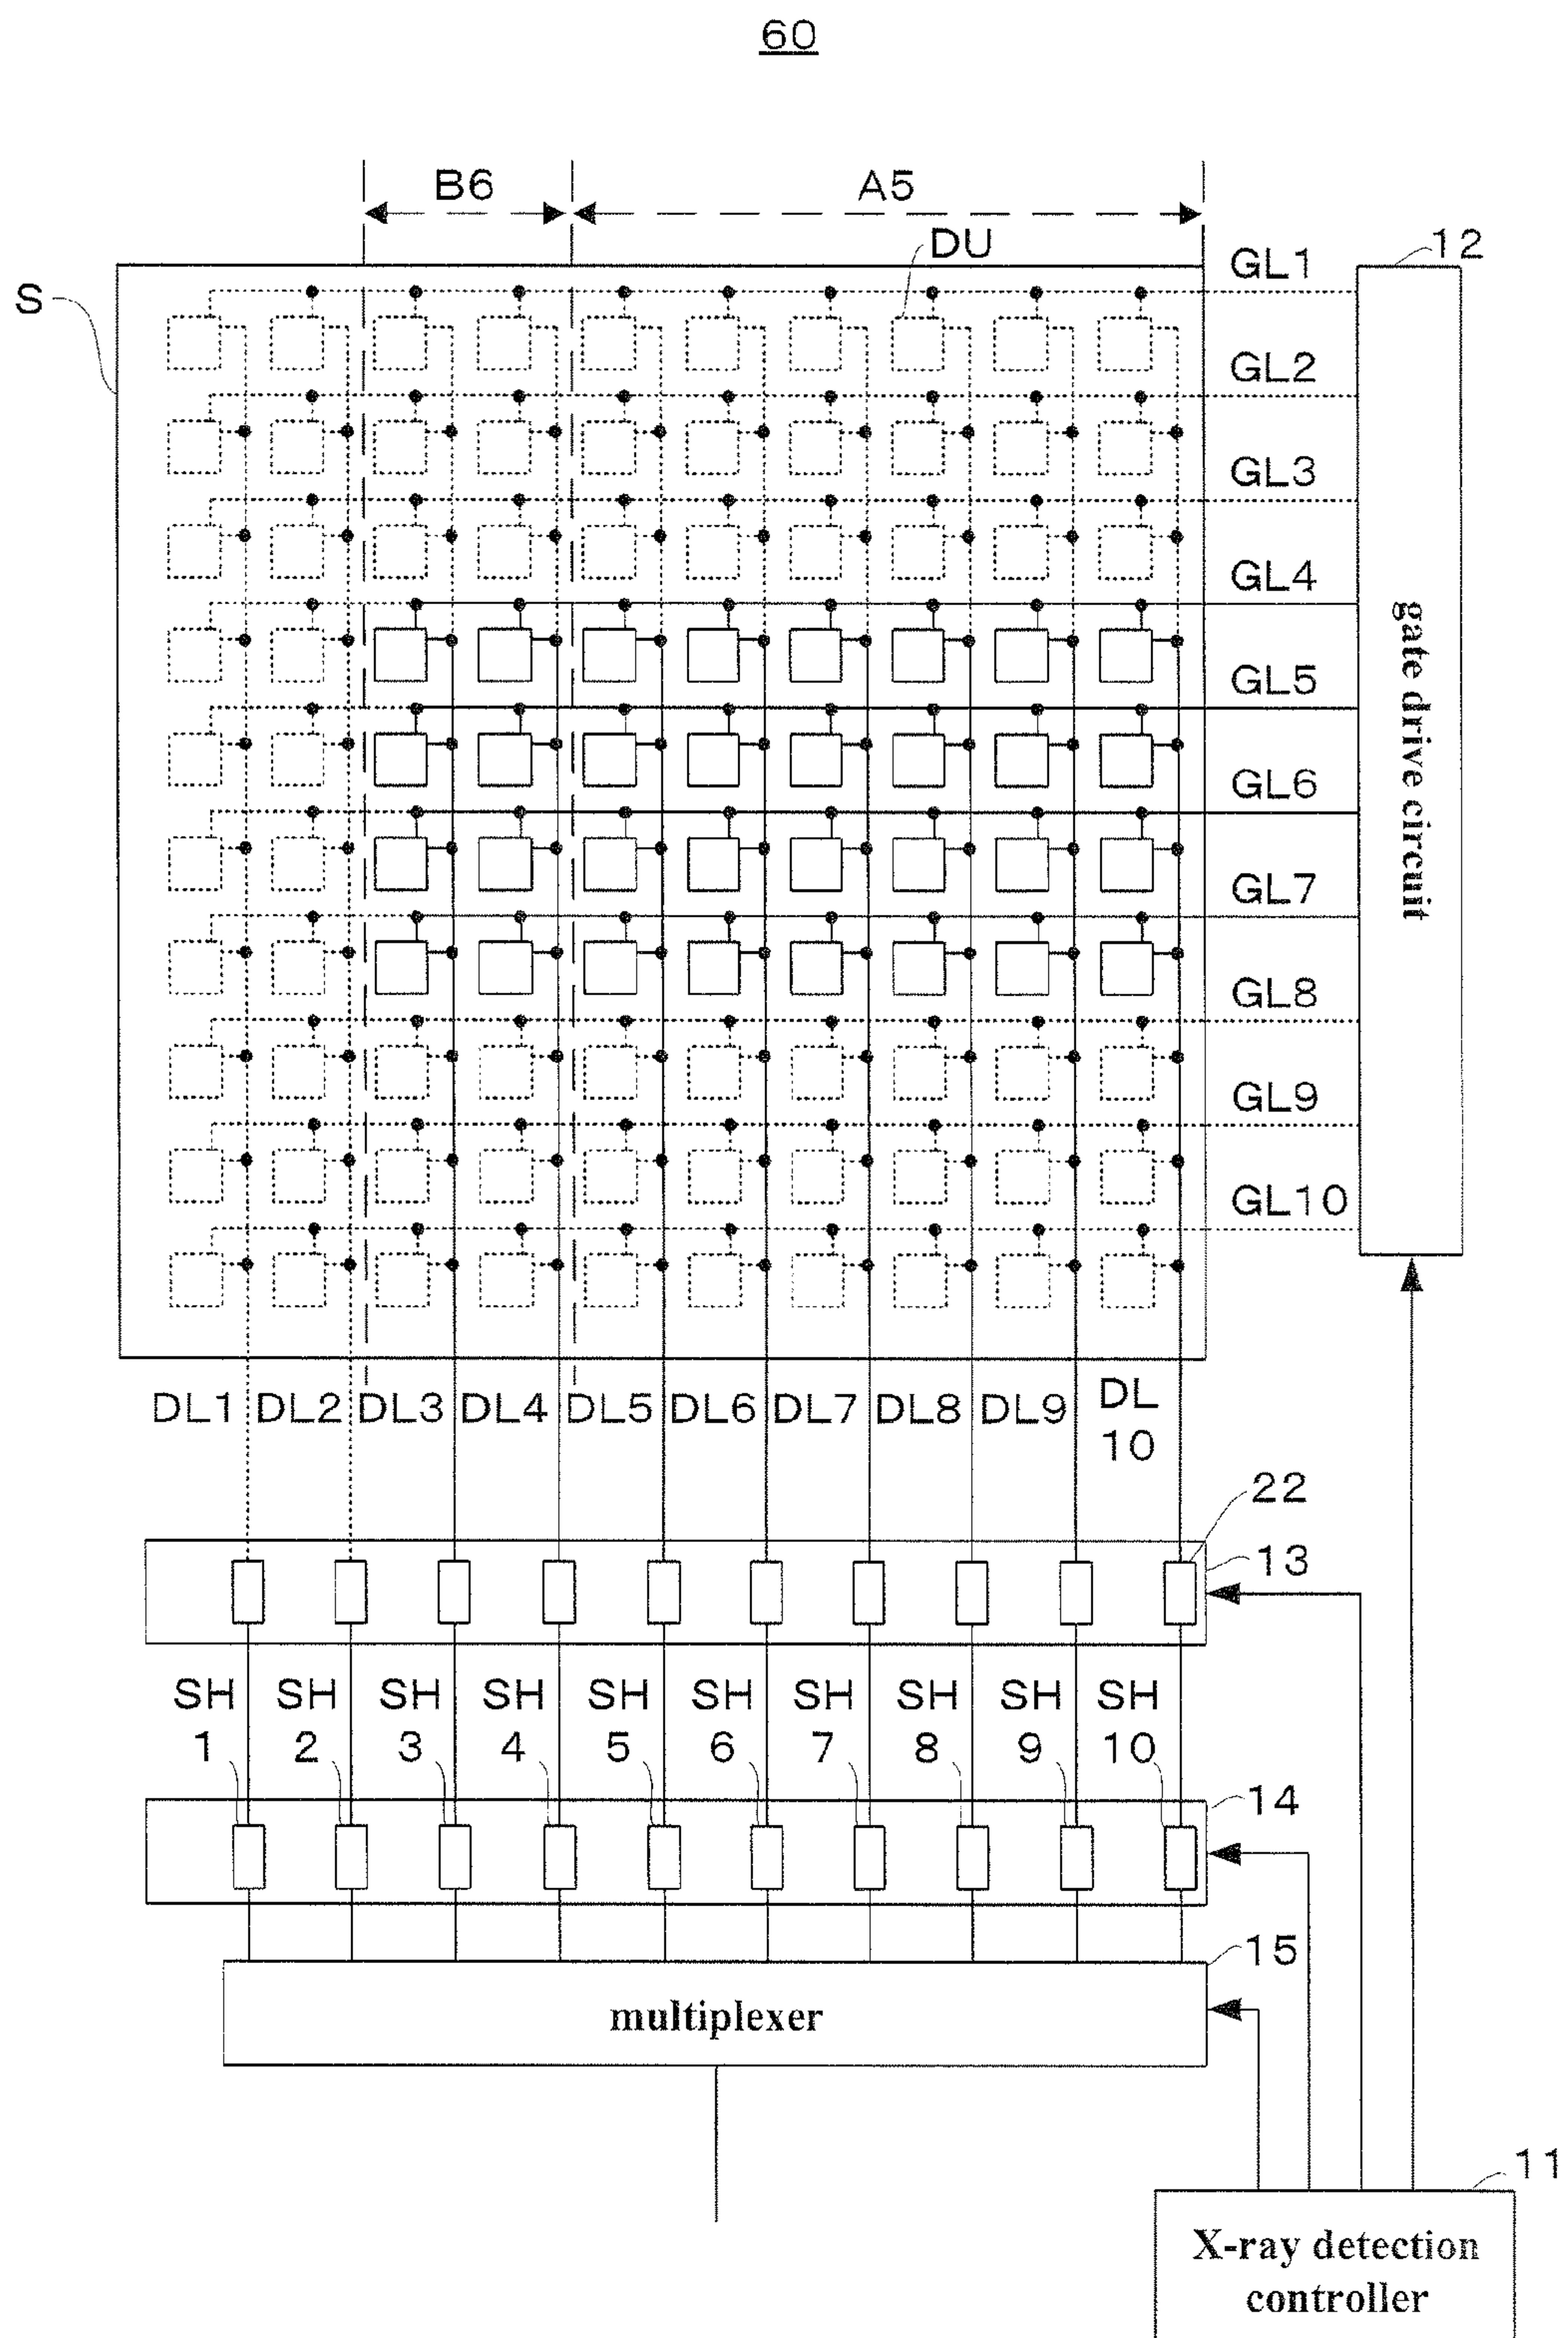 60
B6
A5
DU
S
GL1
12
GL2
GL3
GL4
GL5
GL6
GL7
GL8
GL9
GL10
gate drive circuit
DL1
DL2
DL3
DL4
DL5
DL6
DL7
DL8
DL9
DL
10
22
13
SH
1
SH
2
SH
3
SH
4
SH
5
SH
6
SH
7
SH
8
SH
9
SH
10
14
15
multiplexer
11
X-ray detection
controller